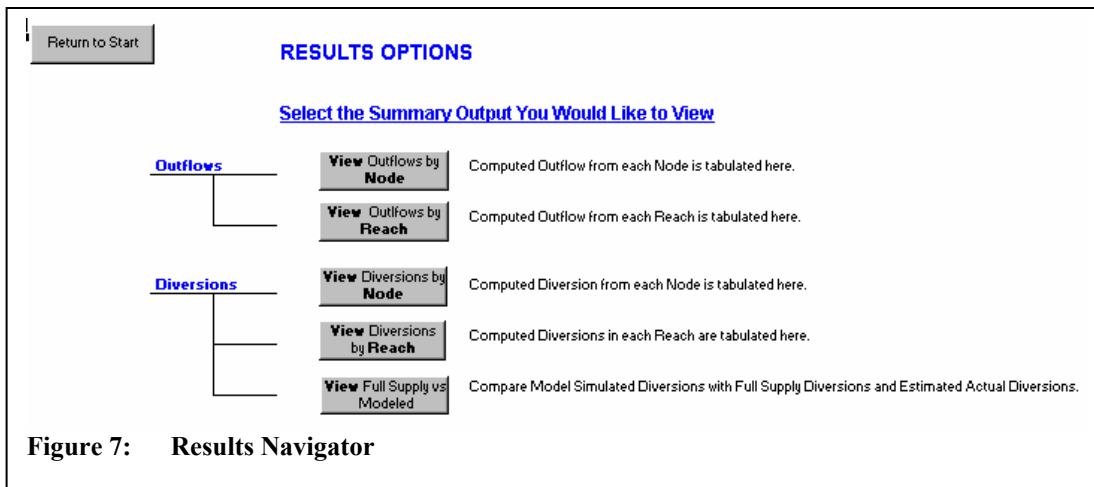 Return to Start
RESULTS OPTIONS
Select the Summary Output You Would Like to View
Outflows
View Outflows by
Node
Computed Outflow from each Node is tabulated here.
View Outlfows by
Reach
Computed Outflow from each Reach is tabulated here.
Diversions
View Diversions by
Node
Computed Diversion from each Node is tabulated here.
View Diversions
by Reach
Computed Diversions in each Reach are tabulated here.
View Full Supply vs
Modeled
Compare Model Simulated Diversions with Full Supply Diversions and Estimated Actual Diversions.
Figure 7: Results Navigator